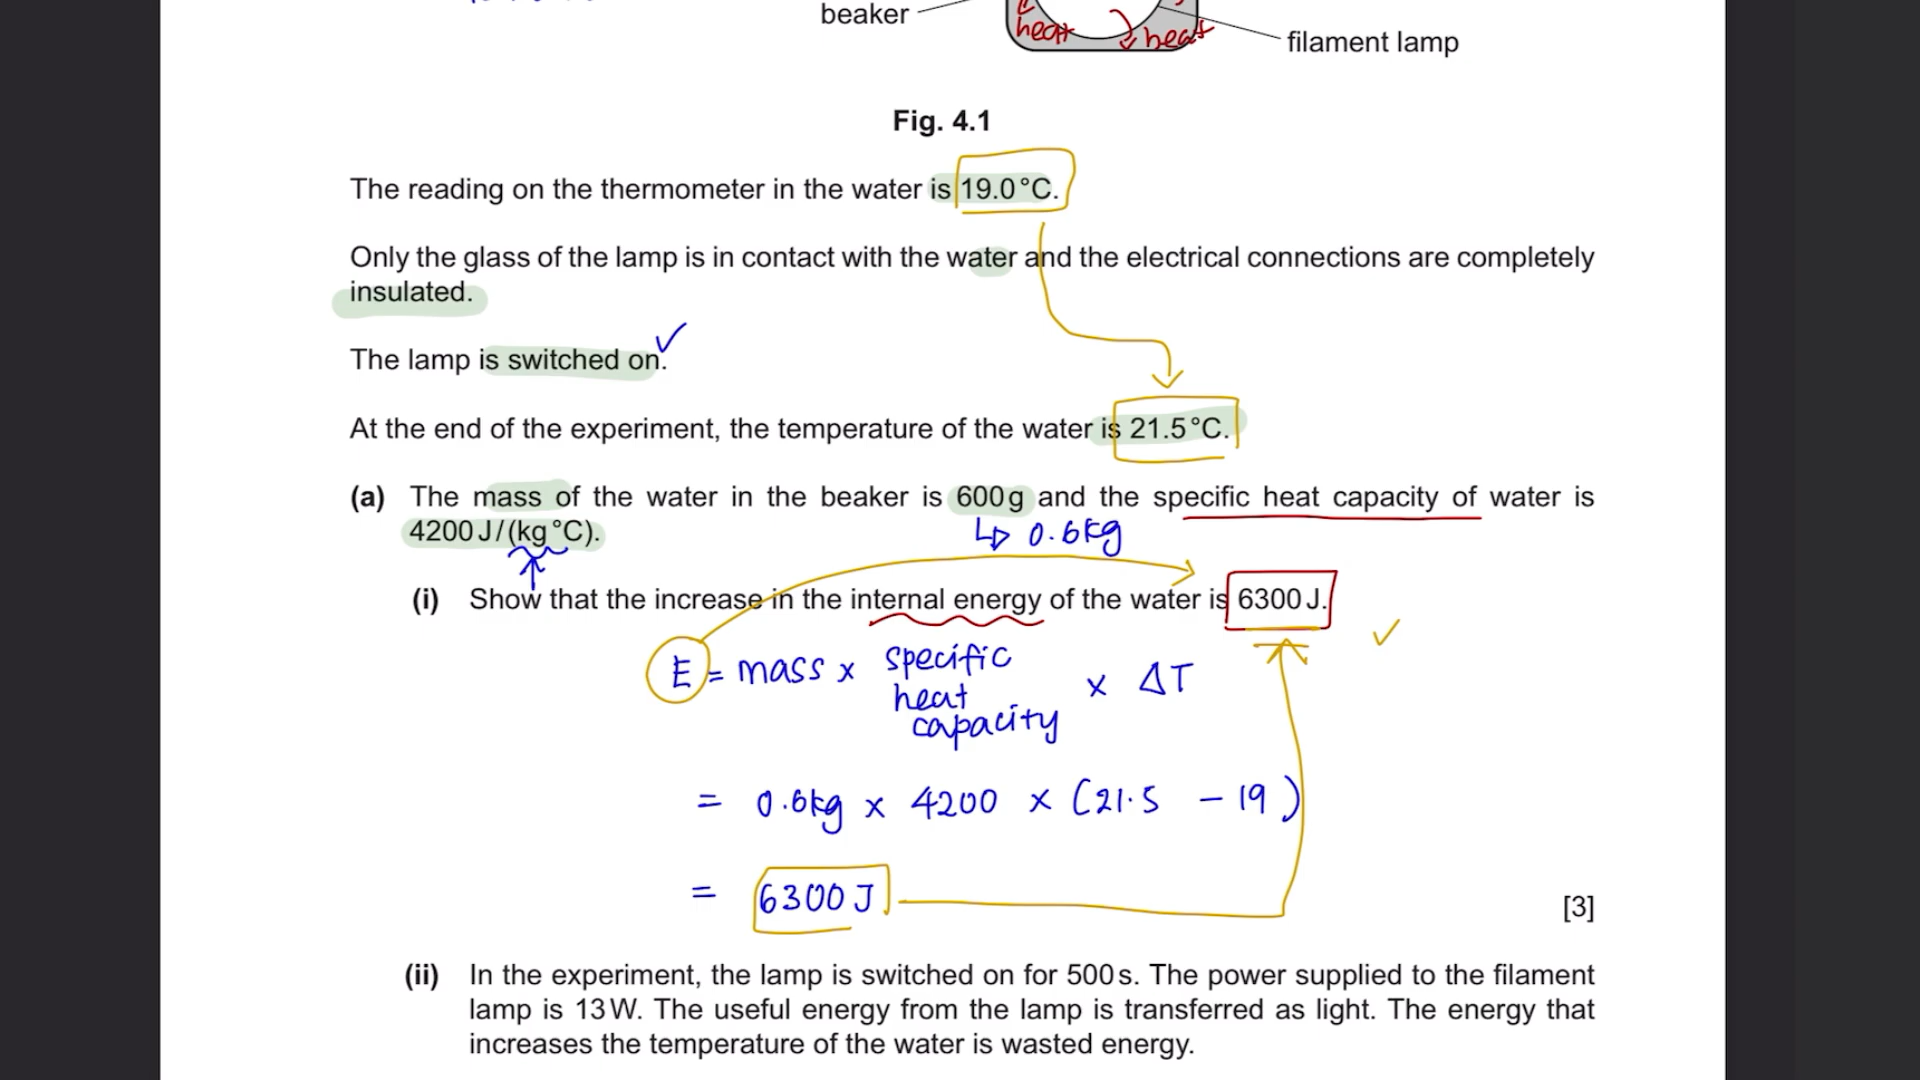 beaker
heat
heat
filament lamp
Fig. 4.1
The reading on the thermometer in the water is 19.0°C.
Only the glass of the lamp is in contact with the water and the electrical connections are completely
insulated.
The lamp is switched on.
At the end of the experiment, the temperature of the water is 21.5°C.
(a) The mass of the water in the beaker is 600g and the specific heat capacity of water is
4200J/(kg°C).
↳ 0.6kg
(i) Show that the increase in the internal energy of the water is 6300J.
E = mass × specific heat capacity × ΔT
= 0.6kg × 4200 × (21.5 - 19)
= 6300 J
[3]
(ii) In the experiment, the lamp is switched on for 500s. The power supplied to the filament
lamp is 13W. The useful energy from the lamp is transferred as light. The energy that
increases the temperature of the water is wasted energy.